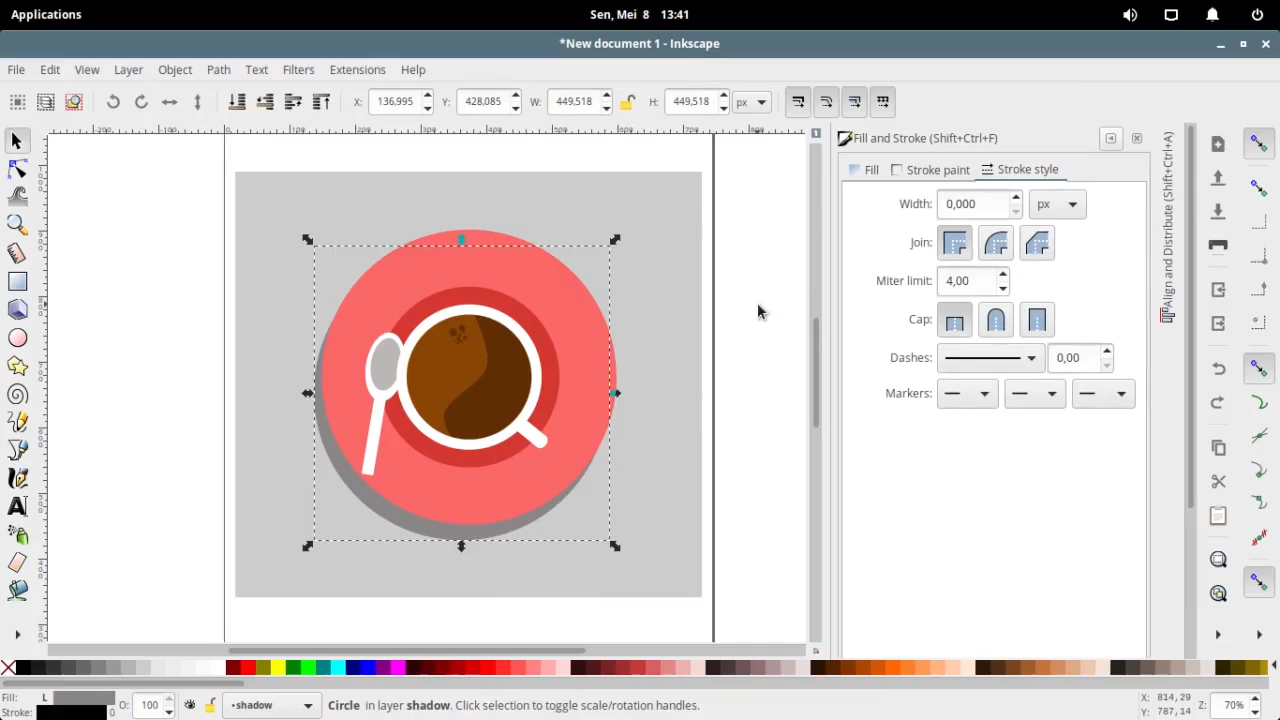 Applications
Sen, Mei 8 13:41
*New document 1 - Inkscape
File Edit View Layer Object Path Text Filters Extensions Help
X: 136,995 Y: 428,085 W: 449,518 H: 449,518 px
Fill and Stroke (Shift+Ctrl+F)
Fill Stroke paint Stroke style
Width: 0,000 px
Join:
Miter limit: 4,00
Cap:
Dashes: 0,00
Markers:
Align and Distribute (Shift+Ctrl+A)
Fill: L O: 100 •shadow Circle in layer shadow. Click selection to toggle scale/rotation handles. X: 814,29 Z: 70%
Stroke: 0 Y: 787,14